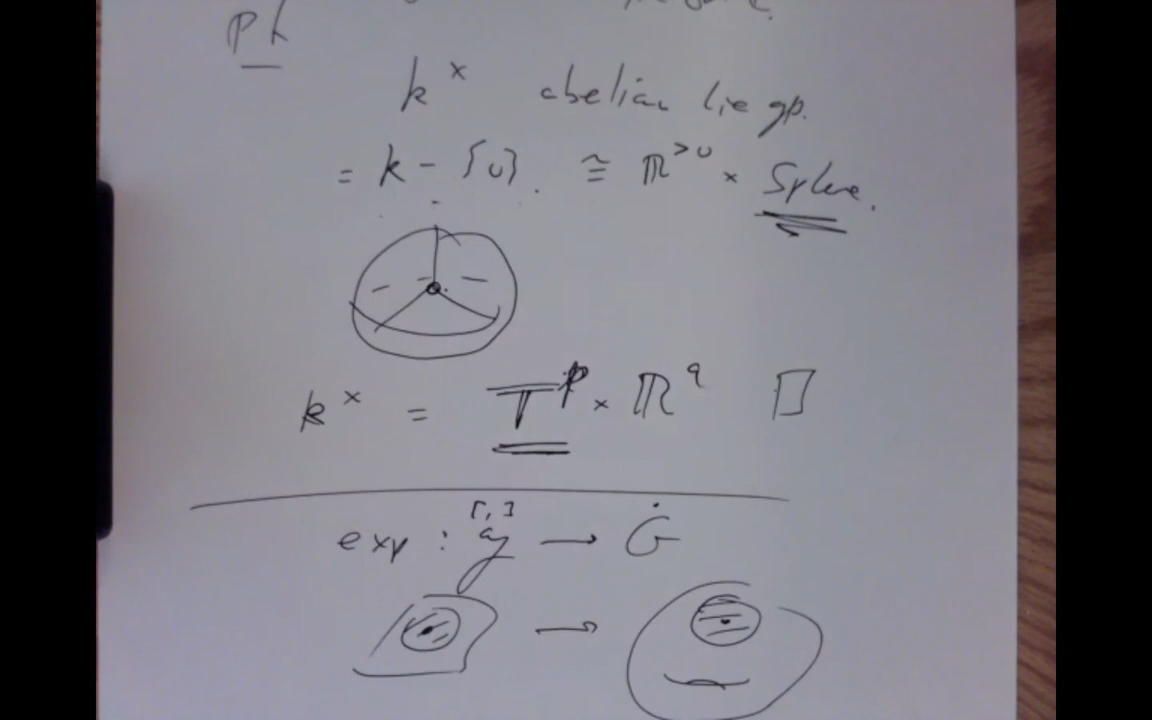 Pf
k^× abelian Lie gp.
= k - {0}. ≅ ℝ^{>0} × Sphere.
k^× = T^p × ℝ^q □
[,]
exp : 𝔤 → G
→